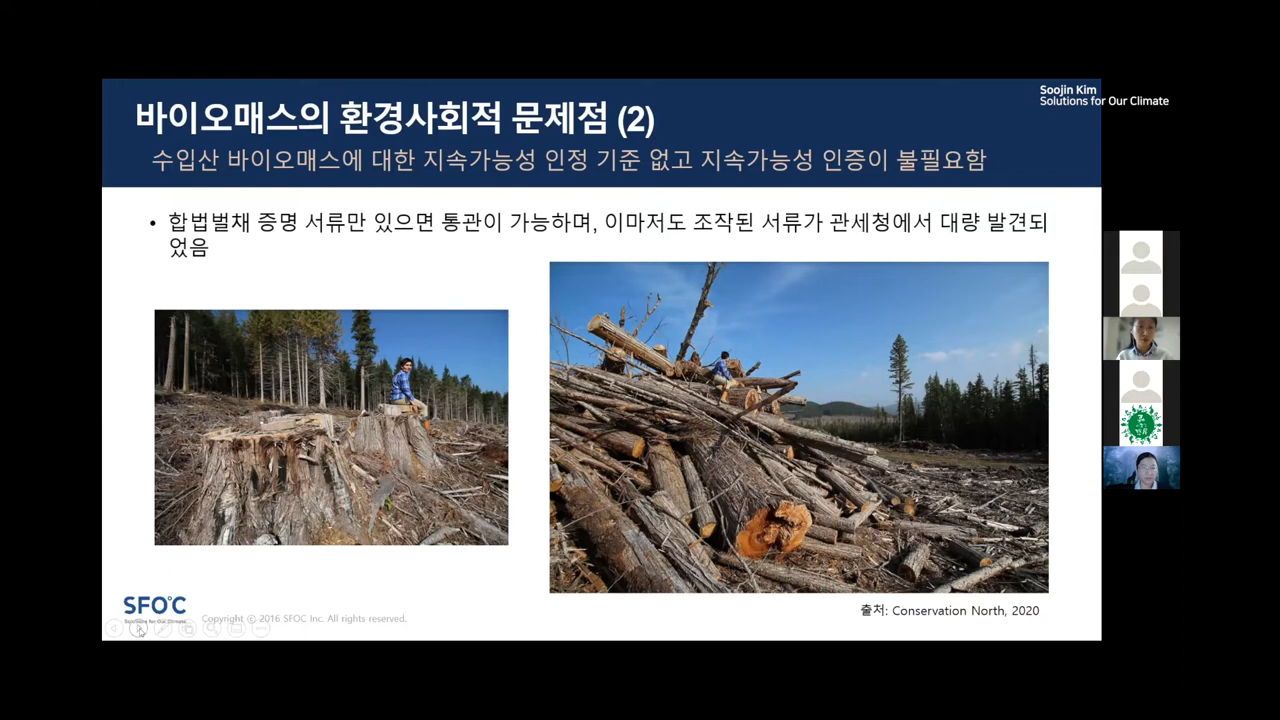 바이오매스의 환경사회적 문제점 (2)
Soojin Kim
Solutions for Our Climate
수입산 바이오매스에 대한 지속가능성 인정 기준 없고 지속가능성 인증이 불필요함
• 합법벌채 증명 서류만 있으면 통관이 가능하며, 이마저도 조작된 서류가 관세청에서 대량 발견되
었음
SFOC
Solutions for Our Climate
Copyright ⓒ 2016 SFOC Inc. All rights reserved.
출처: Conservation North, 2020